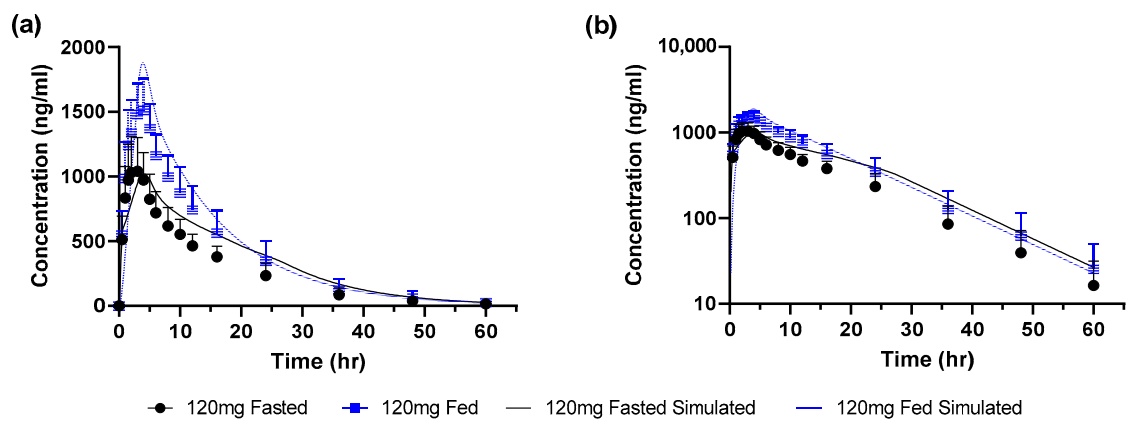 (a)
(b)
2000
1500
1000
500
0
Concentration (ng/ml)
0 10 20 30 40 50 60
Time (hr)
10,000
1000
100
10
Concentration (ng/ml)
0 10 20 30 40 50 60
Time (hr)
120mg Fasted 120mg Fed 120mg Fasted Simulated 120mg Fed Simulated